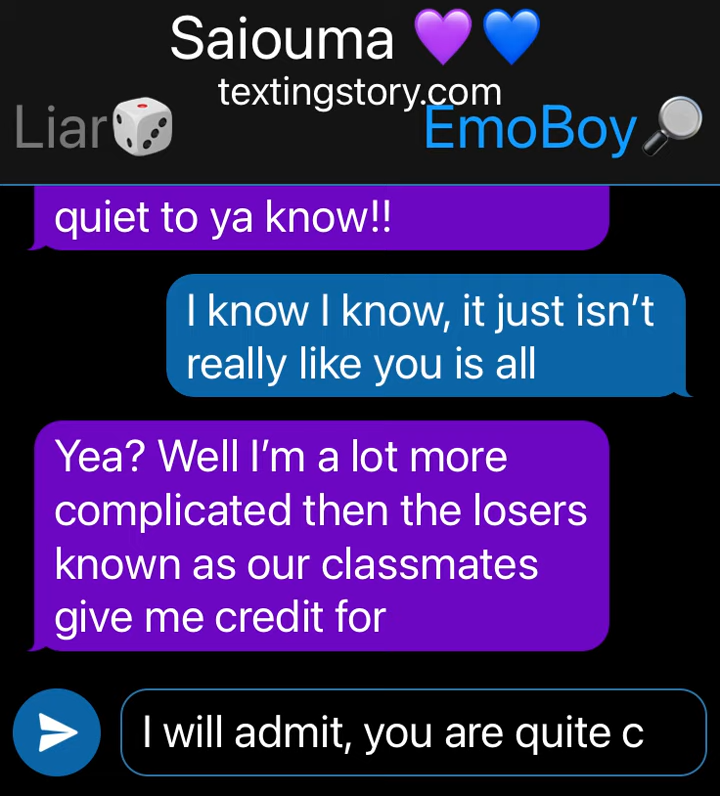 Saiouma 💜💙
textingstory.com
Liar🎲
EmoBoy🔎
quiet to ya know!!
I know I know, it just isn’t
really like you is all
Yea? Well I’m a lot more
complicated then the losers
known as our classmates
give me credit for
I will admit, you are quite c